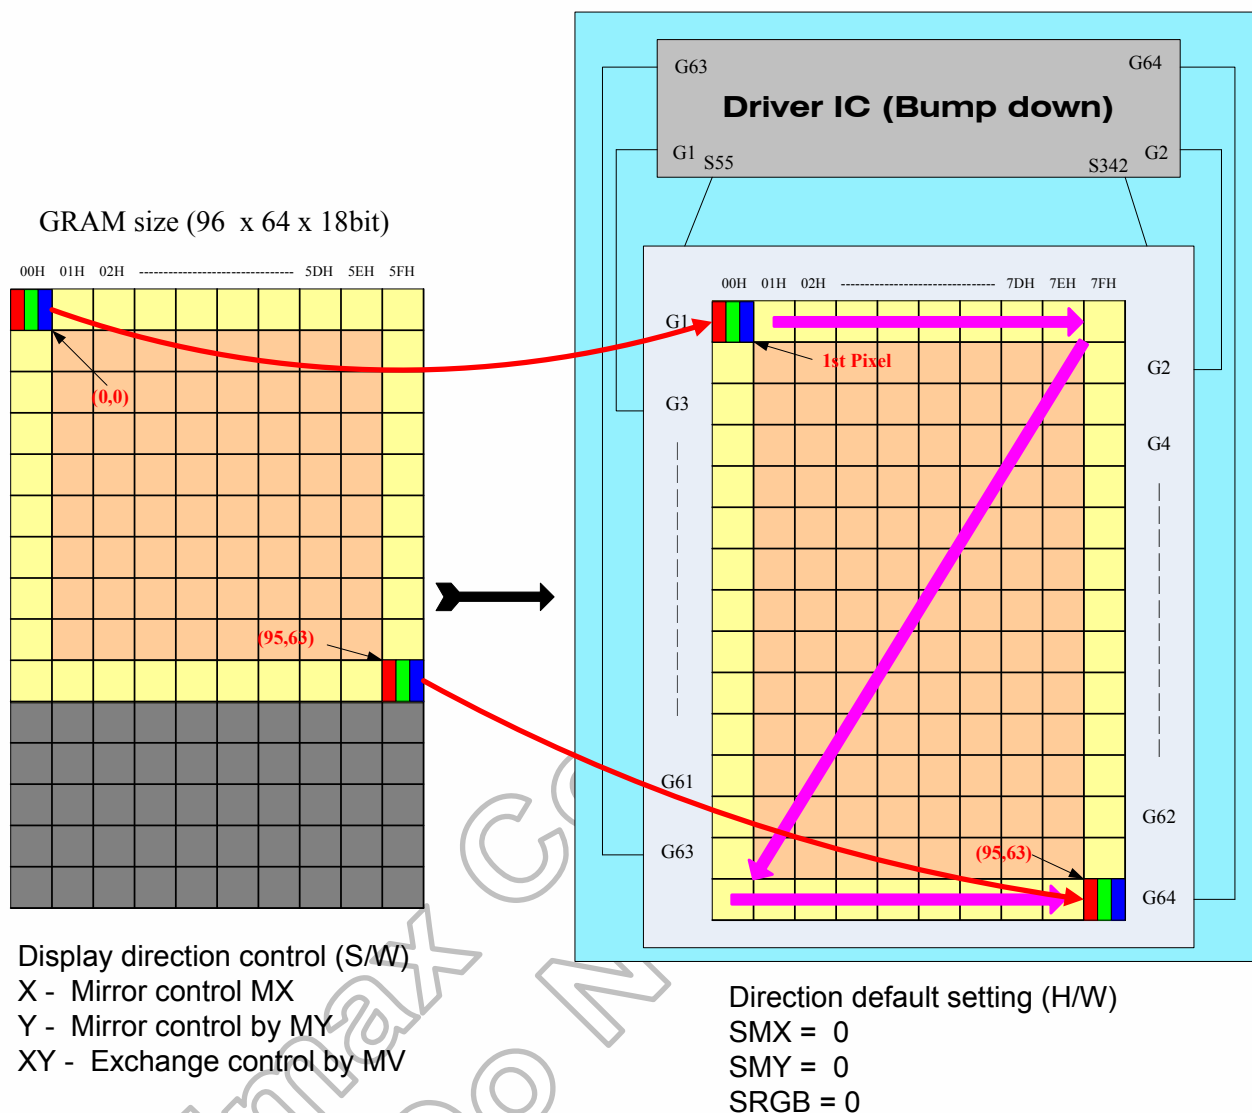 G63
G64
Driver IC (Bump down)
G1
S55
S342
G2
GRAM size (96 x 64 x 18bit)
00H 01H 02H 5DH 5EH 5FH
(0,0)
(95,63)
00H 01H 02H 7DH 7EH 7FH
G1
1st Pixel
G2
G3
G4
G61
G62
G63
(95,63)
G64
Display direction control (S/W)
X - Mirror control MX
Y - Mirror control by MY
XY - Exchange control by MV
Direction default setting (H/W)
SMX = 0
SMY = 0
SRGB = 0